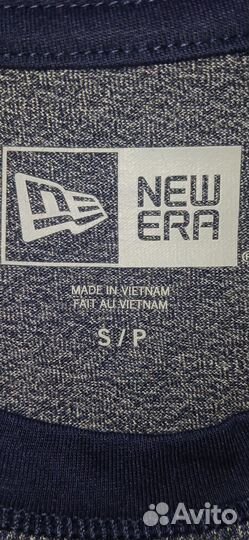 NEW
ERA
MADE IN VIETNAM
FAIT AU VIETNAM
S / P
Avito